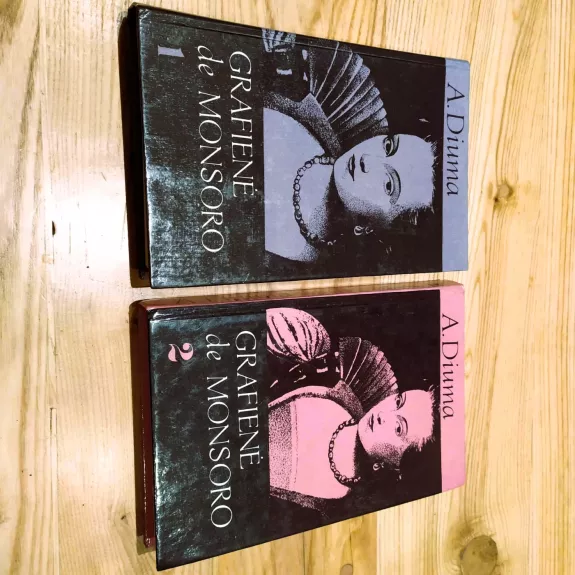 A. Diuma
GRAFIENĖ
de MONSORO
1
A. Diuma
GRAFIENĖ
de MONSORO
2